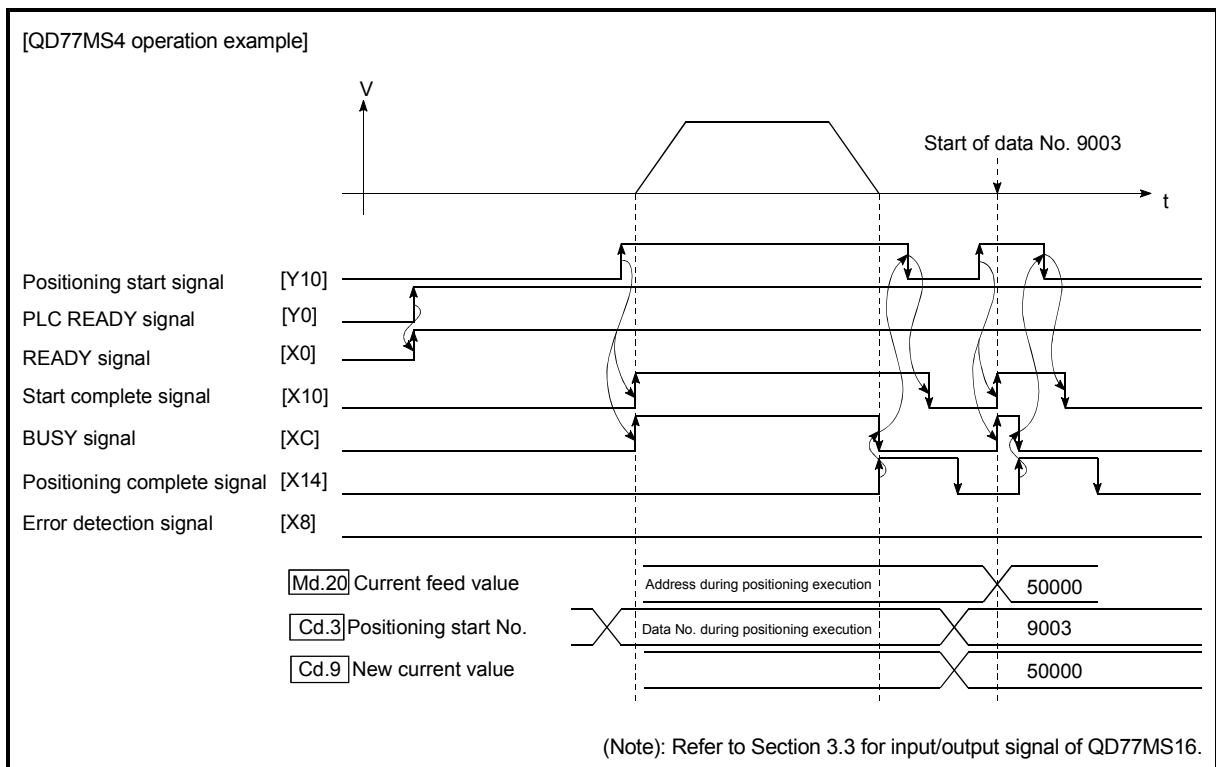 [QD77MS4 operation example]
V
Start of data No. 9003
t
Positioning start signal [Y10]
PLC READY signal [Y0]
READY signal [X0]
Start complete signal [X10]
BUSY signal [XC]
Positioning complete signal [X14]
Error detection signal [X8]
Md.20 Current feed value Address during positioning execution 50000
Cd.3 Positioning start No. Data No. during positioning execution 9003
Cd.9 New current value 50000
(Note): Refer to Section 3.3 for input/output signal of QD77MS16.